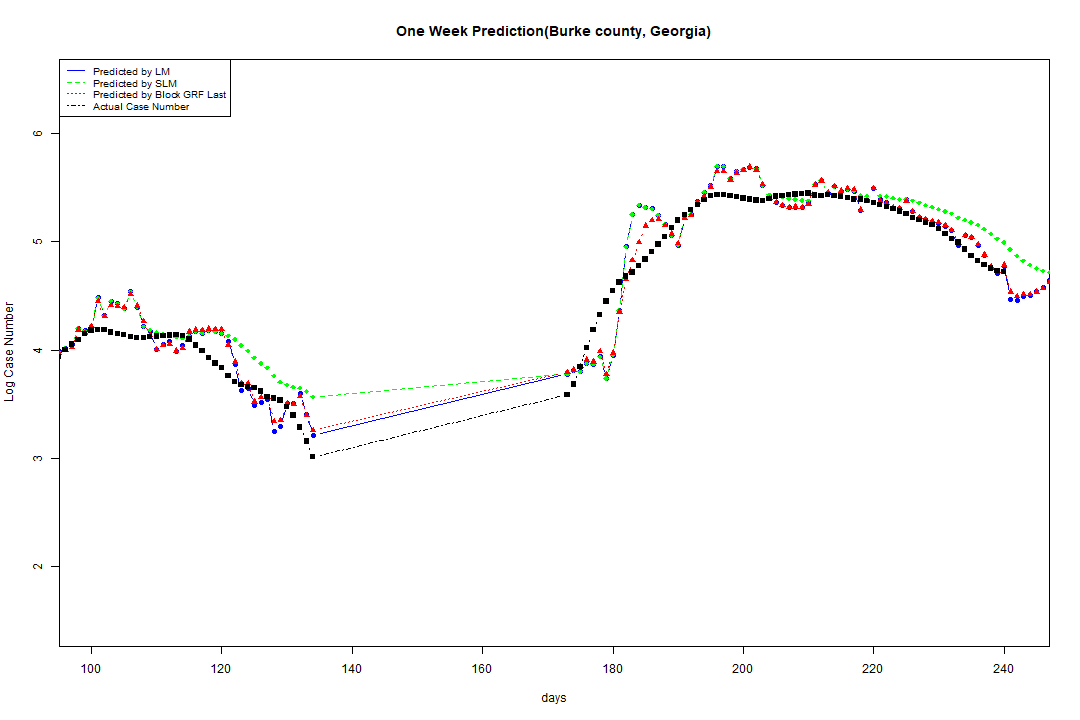 One Week Prediction(Burke county, Georgia)
Predicted by LM
Predicted by SLM
Predicted by Block GRF Last
Actual Case Number
6
5
4
3
2
Log Case Number
100 120 140 160 180 200 220 240
days